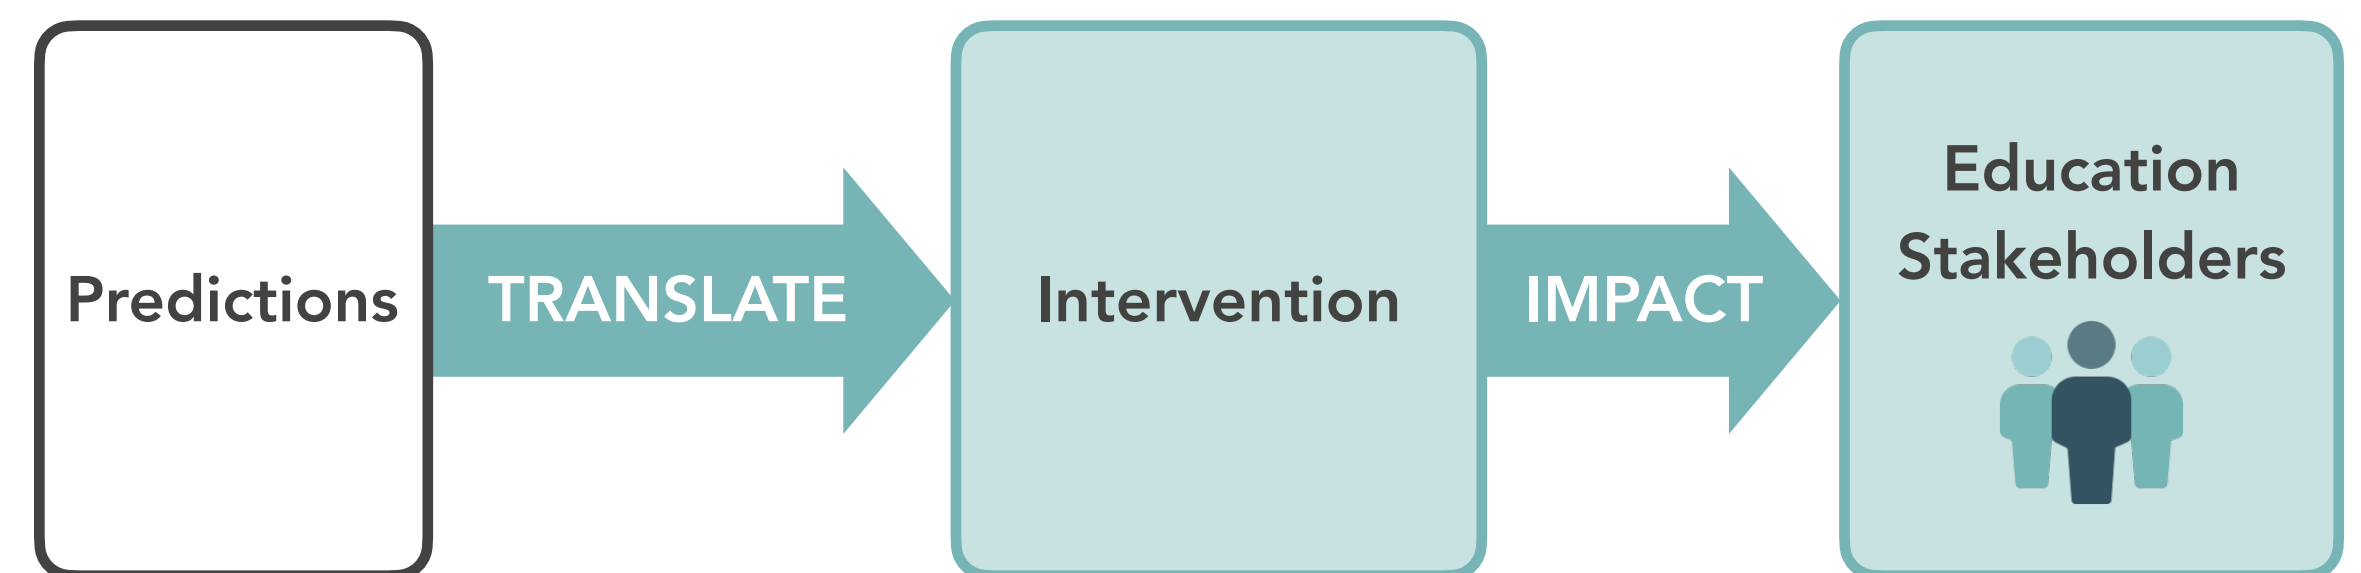 Predictions
TRANSLATE
Intervention
IMPACT
Education
Stakeholders